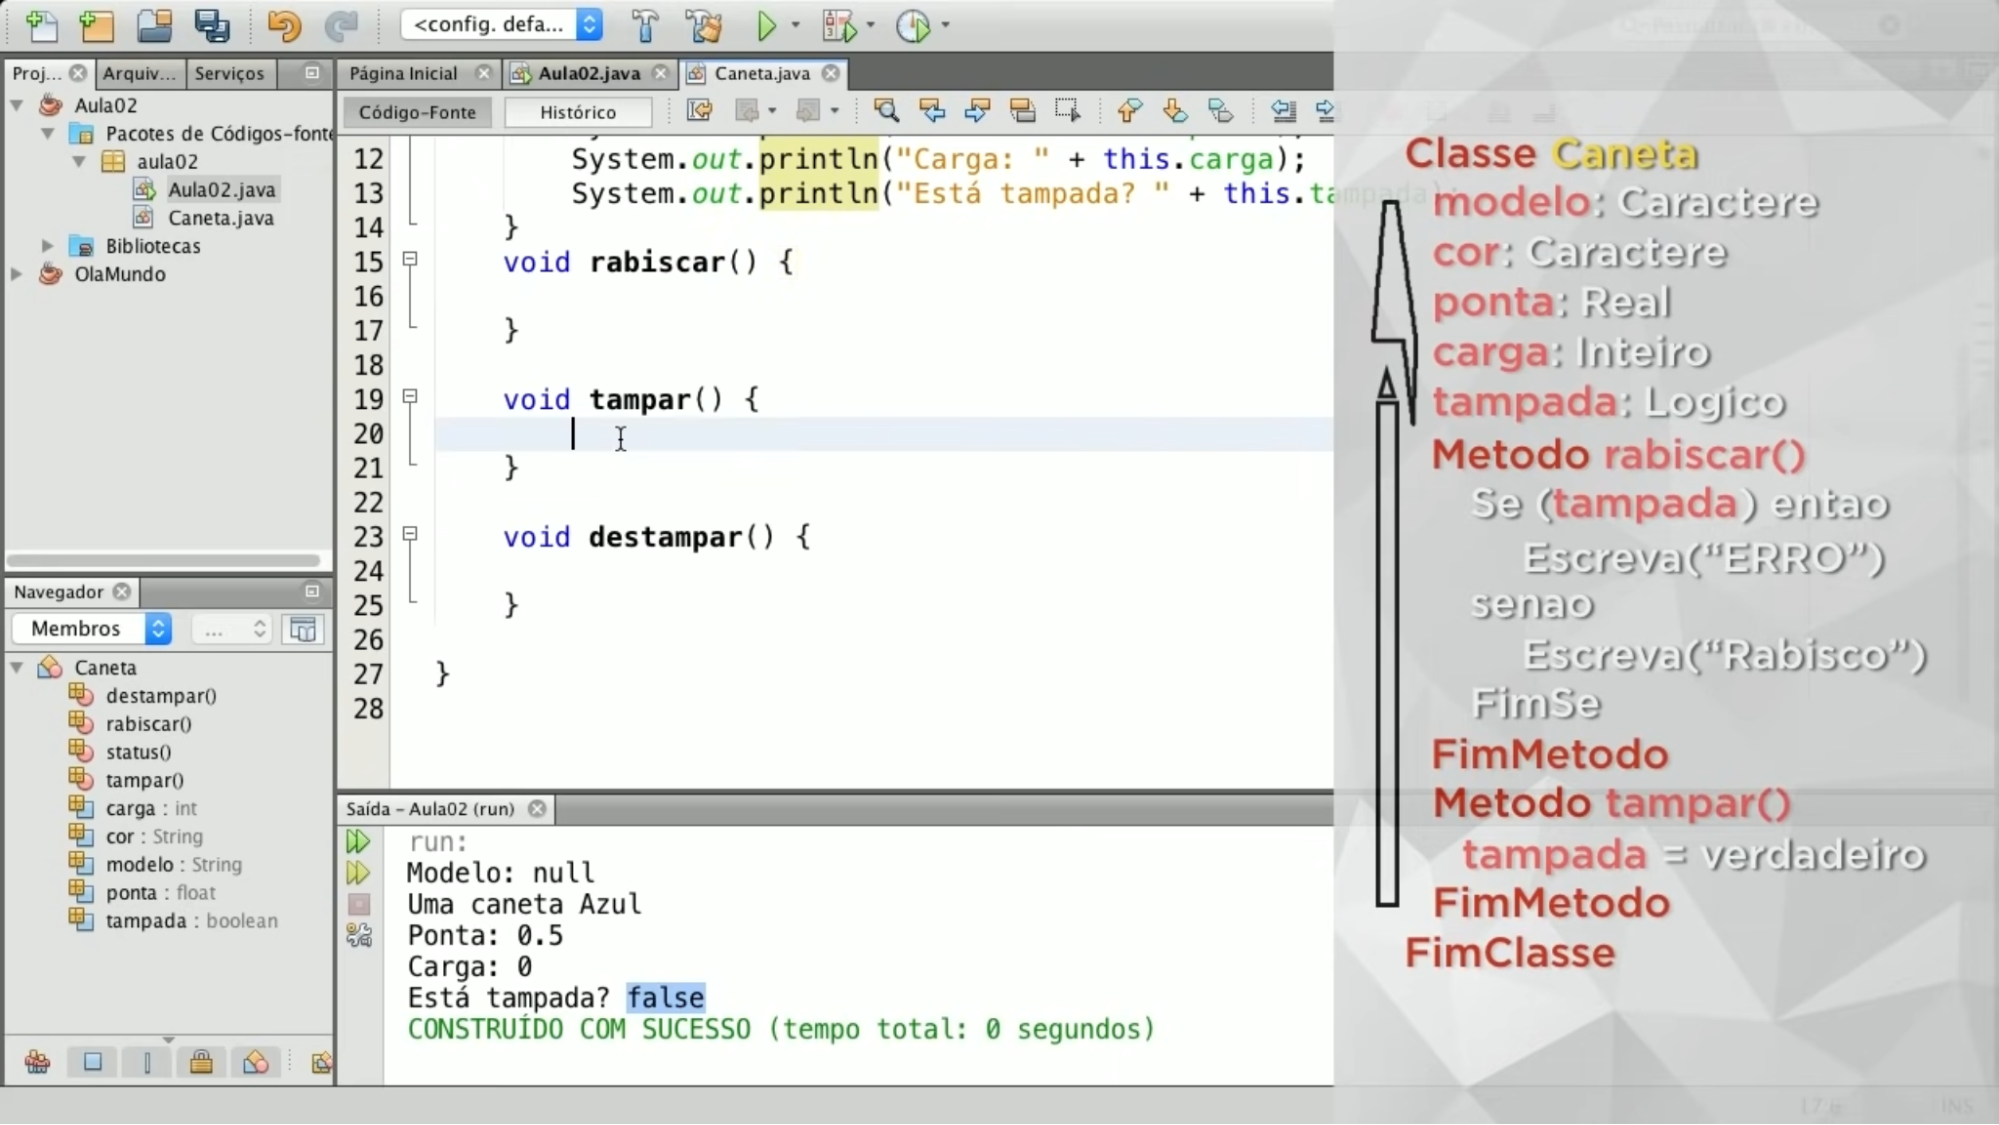 <config. defa...
Proj...
Arquiv...
Serviços
Página Inicial
Aula02.java
Caneta.java
Código-Fonte
Histórico
Aula02
Pacotes de Códigos-fonte
aula02
Aula02.java
Caneta.java
Bibliotecas
OlaMundo
12 System.out.println("Carga: " + this.carga);
13 System.out.println("Está tampada? " + this.tampada);
14 }
15 void rabiscar() {
16
17 }
18
19 void tampar() {
20
21 }
22
23 void destampar() {
24
25 }
26
27 }
28
Navegador
Membros
...
Caneta
destampar()
rabiscar()
status()
tampar()
carga : int
cor : String
modelo : String
ponta : float
tampada : boolean
Saída – Aula02 (run)
run:
Modelo: null
Uma caneta Azul
Ponta: 0.5
Carga: 0
Está tampada? false
CONSTRUÍDO COM SUCESSO (tempo total: 0 segundos)
Classe Caneta
modelo: Caractere
cor: Caractere
ponta: Real
carga: Inteiro
tampada: Logico
Metodo rabiscar()
Se (tampada) entao
Escreva(“ERRO”)
senao
Escreva(“Rabisco”)
FimSe
FimMetodo
Metodo tampar()
tampada = verdadeiro
FimMetodo
FimClasse
INS